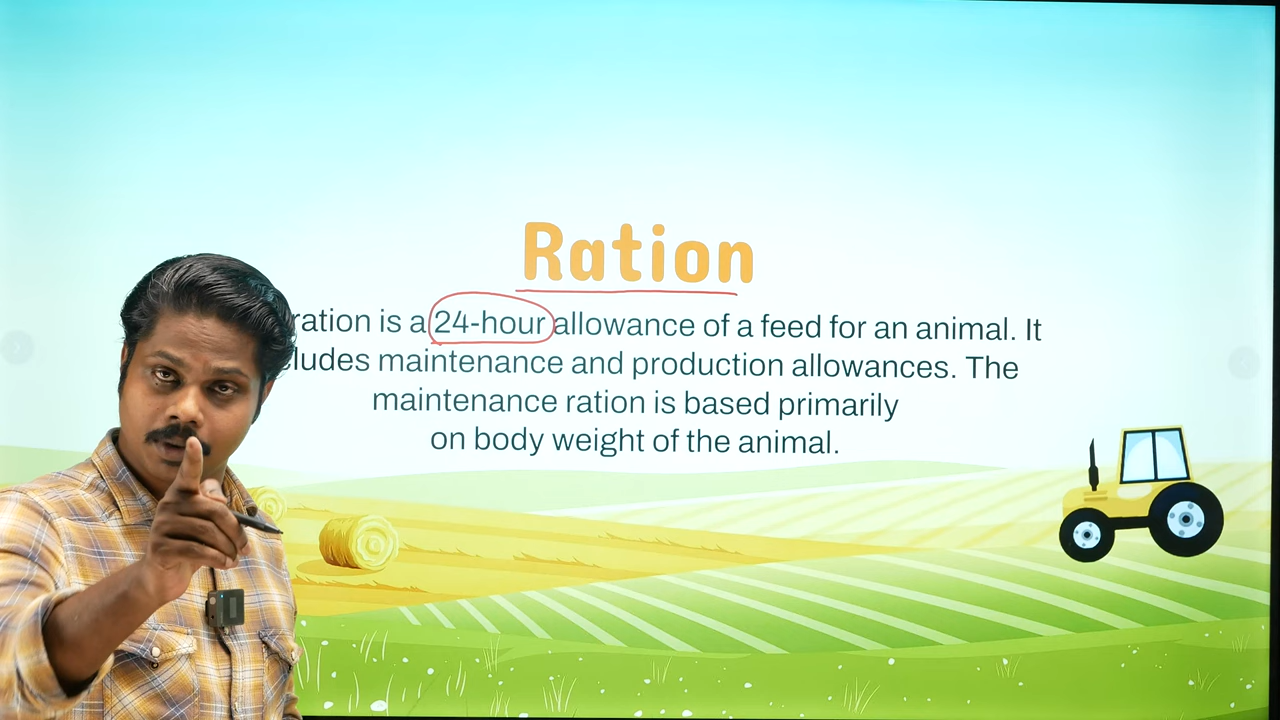 Ration
ration is a 24-hour allowance of a feed for an animal. It
cludes maintenance and production allowances. The
maintenance ration is based primarily
on body weight of the animal.